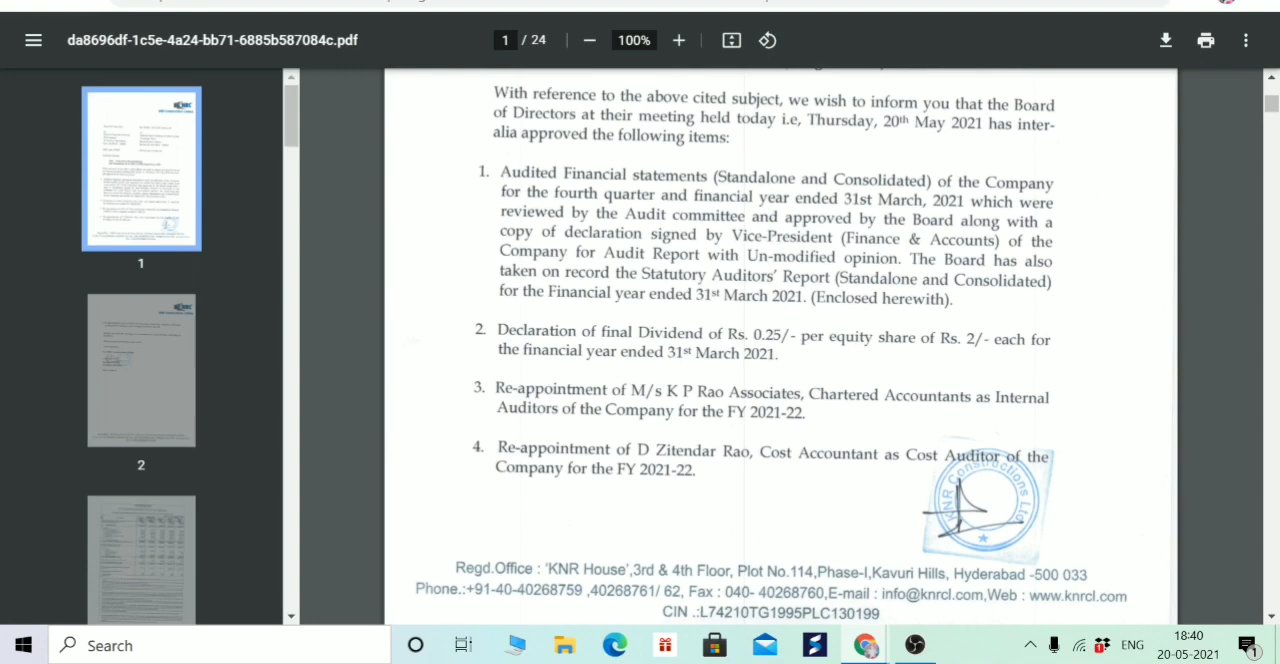 da8696df-1c5e-4a24-bb71-6885b587084c.pdf
1 / 24
100%
With reference to the above cited subject, we wish to inform you that the Board
of Directors at their meeting held today i.e, Thursday, 20th May 2021 has inter-
alia approved the following items:
1. Audited Financial statements (Standalone and Consolidated) of the Company
for the fourth quarter and financial year ended 31st March, 2021 which were
reviewed by the Audit committee and approved by the Board along with a
copy of declaration signed by Vice-President (Finance & Accounts) of the
Company for Audit Report with Un-modified opinion. The Board has also
taken on record the Statutory Auditors' Report (Standalone and Consolidated)
for the Financial year ended 31st March 2021. (Enclosed herewith).
2. Declaration of final Dividend of Rs. 0.25/- per equity share of Rs. 2/- each for
the financial year ended 31st March 2021.
3. Re-appointment of M/s K P Rao Associates, Chartered Accountants as Internal
Auditors of the Company for the FY 2021-22.
4. Re-appointment of D Zitendar Rao, Cost Accountant as Cost Auditor of the
Company for the FY 2021-22.
KNR Constructions Ltd.
Regd.Office : 'KNR House',3rd & 4th Floor, Plot No.114,Phase-I,Kavuri Hills, Hyderabad -500 033
Phone.:+91-40-40268759 ,40268761/ 62, Fax : 040- 40268760,E-mail : info@knrcl.com,Web : www.knrcl.com
CIN .:L74210TG1995PLC130199
1
2
Search
ENG
18:40
20-05-2021
1
1